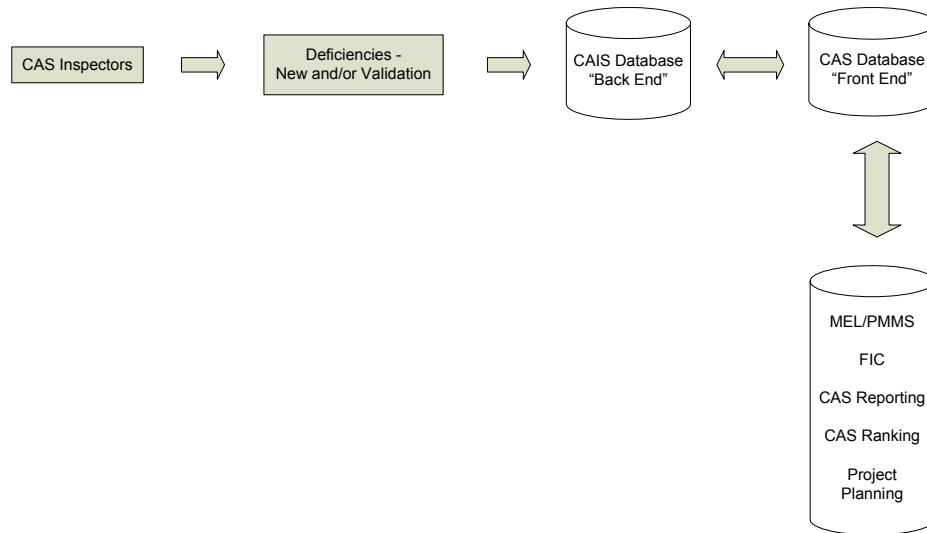 CAS Inspectors
Deficiencies -
New and/or Validation
CAIS Database
“Back End”
CAS Database
“Front End”
MEL/PMMS
FIC
CAS Reporting
CAS Ranking
Project
Planning